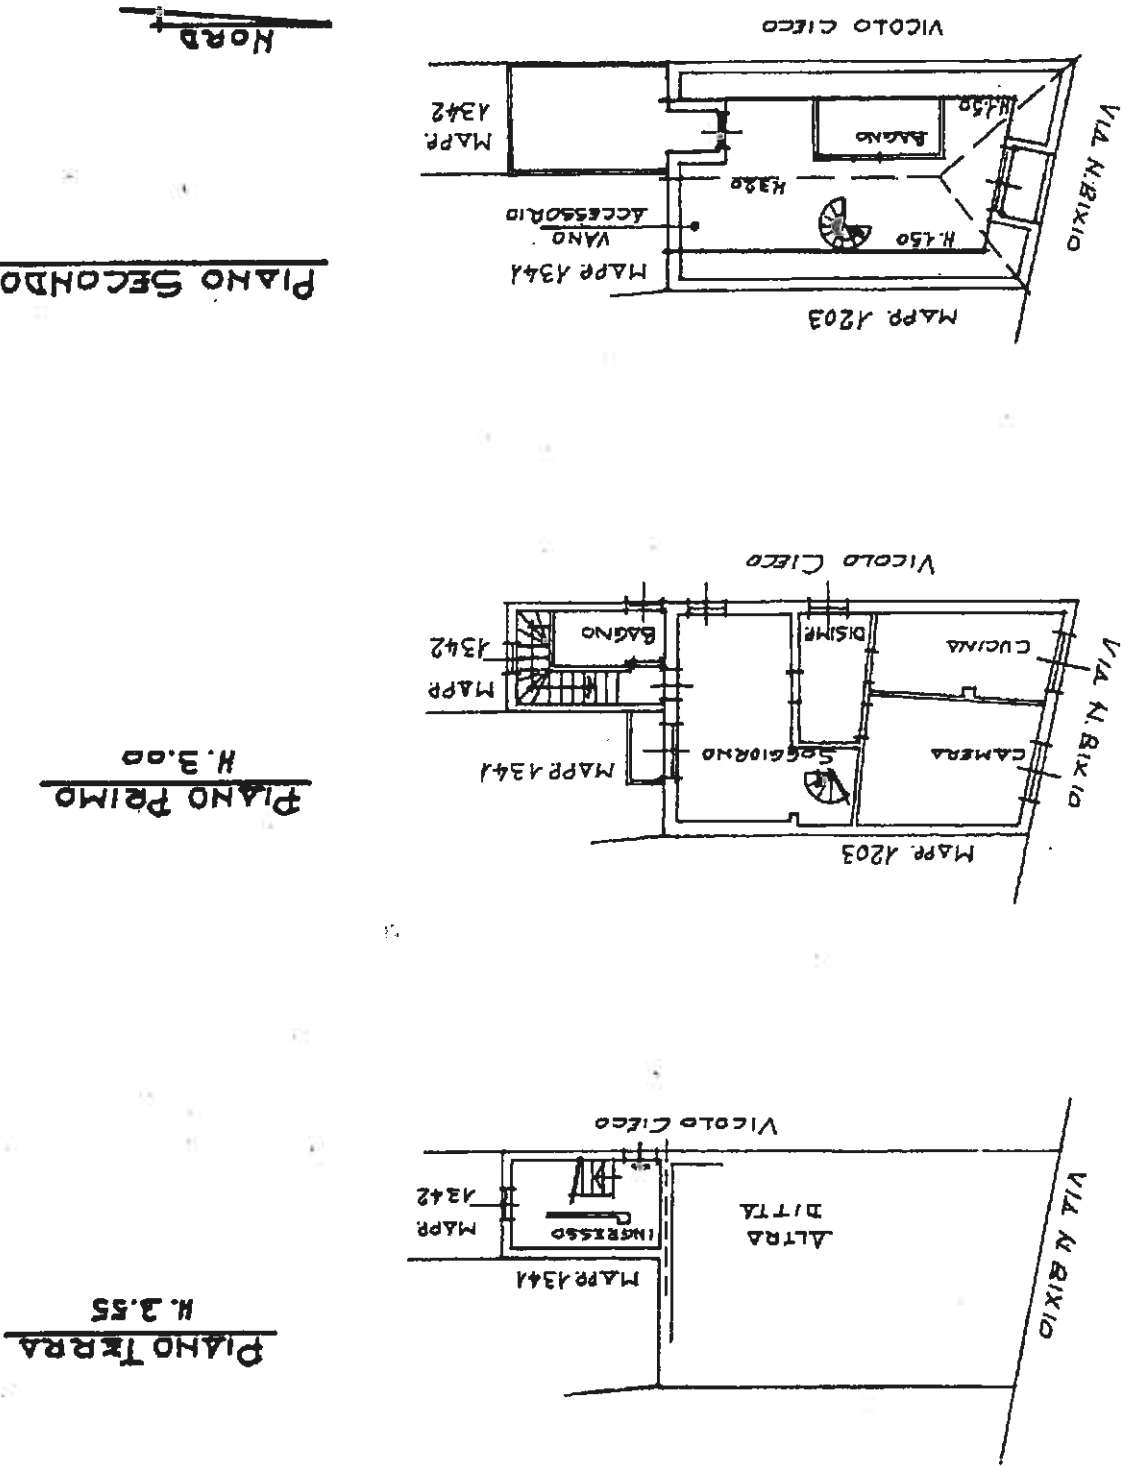 PIANO TERRA
H. 3.55
VIA N BIXIO
MAPP. 1341
ALTRA
DITTA
INGRESSO
MAPP.
1342
VICOLO CIECO
MAPP. 1203
PIANO PRIMO
H. 3.00
VIA N. BIXIO
CAMERA
SOGGIORNO
MAPP. 1341
MAPP.
1342
CUCINA
DISIMP.
BAGNO
VICOLO CIECO
MAPP. 1203
PIANO SECONDO
MAPP. 1341
H. 1.50
VANO
ACCESSORIO
VIA N. BIXIO
H 3.20
BAGNO
MAPP.
1342
H. 1.50
VICOLO CIECO
NORD